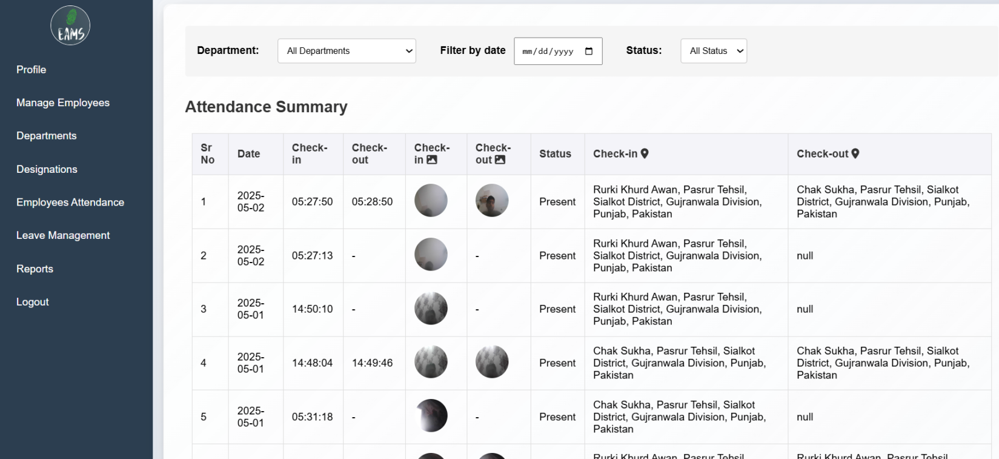 EAMS
Profile
Manage Employees
Departments
Designations
Employees Attendance
Leave Management
Reports
Logout
Department: All Departments Filter by date mm/dd/yyyy Status: All Status
Attendance Summary
Sr No Date Check-in Check-out Check-in Check-out Status Check-in Check-out
1 2025-05-02 05:27:50 05:28:50 Present Rurki Khurd Awan, Pasrur Tehsil, Sialkot District, Gujranwala Division, Punjab, Pakistan Chak Sukha, Pasrur Tehsil, Sialkot District, Gujranwala Division, Punjab, Pakistan
2 2025-05-02 05:27:13 - - Present Rurki Khurd Awan, Pasrur Tehsil, Sialkot District, Gujranwala Division, Punjab, Pakistan null
3 2025-05-01 14:50:10 - - Present Rurki Khurd Awan, Pasrur Tehsil, Sialkot District, Gujranwala Division, Punjab, Pakistan null
4 2025-05-01 14:48:04 14:49:46 Present Chak Sukha, Pasrur Tehsil, Sialkot District, Gujranwala Division, Punjab, Pakistan Chak Sukha, Pasrur Tehsil, Sialkot District, Gujranwala Division, Punjab, Pakistan
5 2025-05-01 05:31:18 - - Present Chak Sukha, Pasrur Tehsil, Sialkot District, Gujranwala Division, Punjab, Pakistan null
Rurki Khurd Awan, Pasrur Tehsil, Rurki Khurd Awan, Pasrur Tehsil,